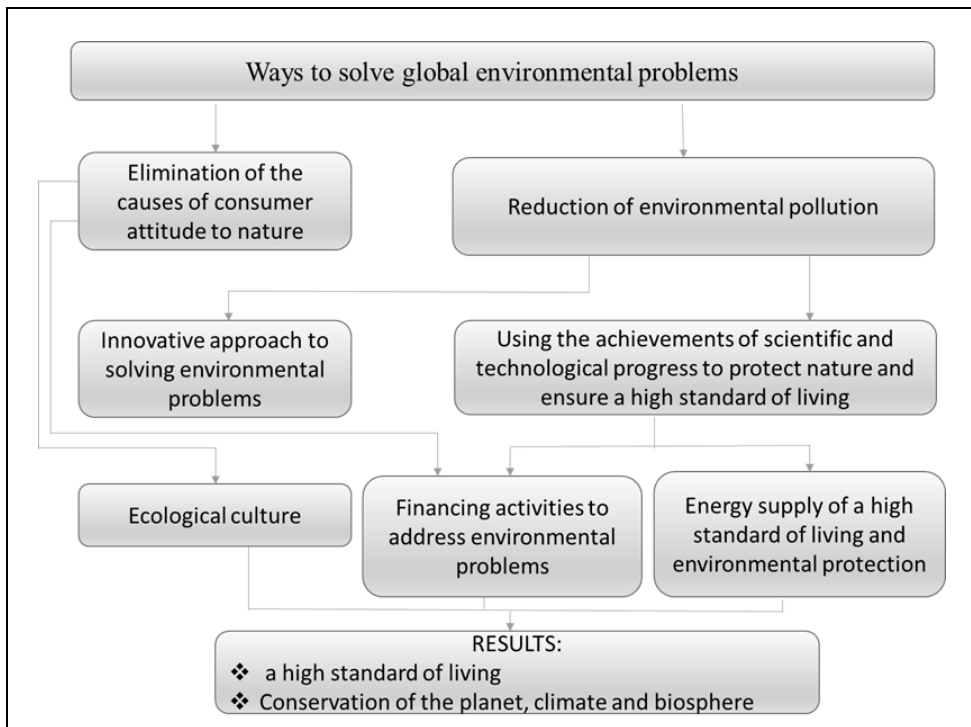 Ways to solve global environmental problems
Elimination of the
causes of consumer
attitude to nature
Reduction of environmental pollution
Innovative approach to
solving environmental
problems
Using the achievements of scientific and
technological progress to protect nature and
ensure a high standard of living
Ecological culture
Financing activities to
address environmental
problems
Energy supply of a high
standard of living and
environmental protection
RESULTS:
❖ a high standard of living
❖ Conservation of the planet, climate and biosphere